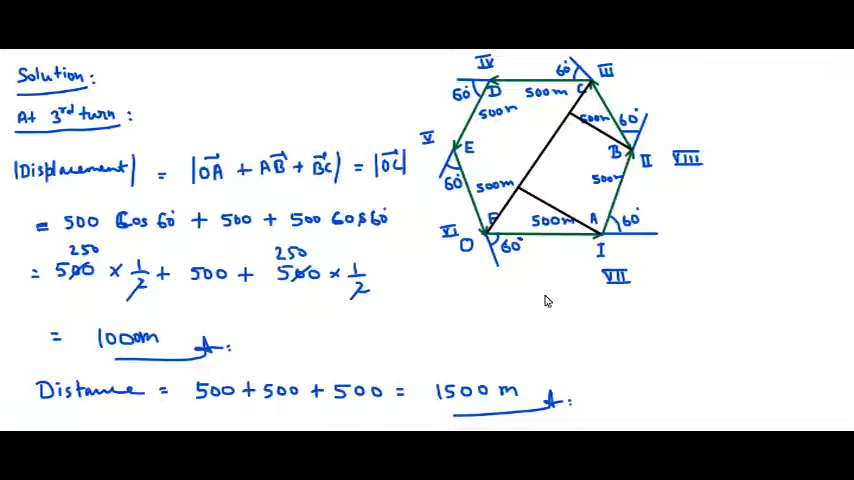 Solution:
At 3rd turn:
|Displacement| = |OA + AB + BC| = |OC|
= 500 Cos 60° + 500 + 500 Cos 60°
250 250
= 500 × 1/2 + 500 + 500 × 1/2
= 1000m A:
Distance = 500 + 500 + 500 = 1500 m A:
IV 60° III
60° D 500m C
500m 500m 60°
V E B II VIII
60° 500m 500m
VI F 500m A 60°
O 60° I
VII